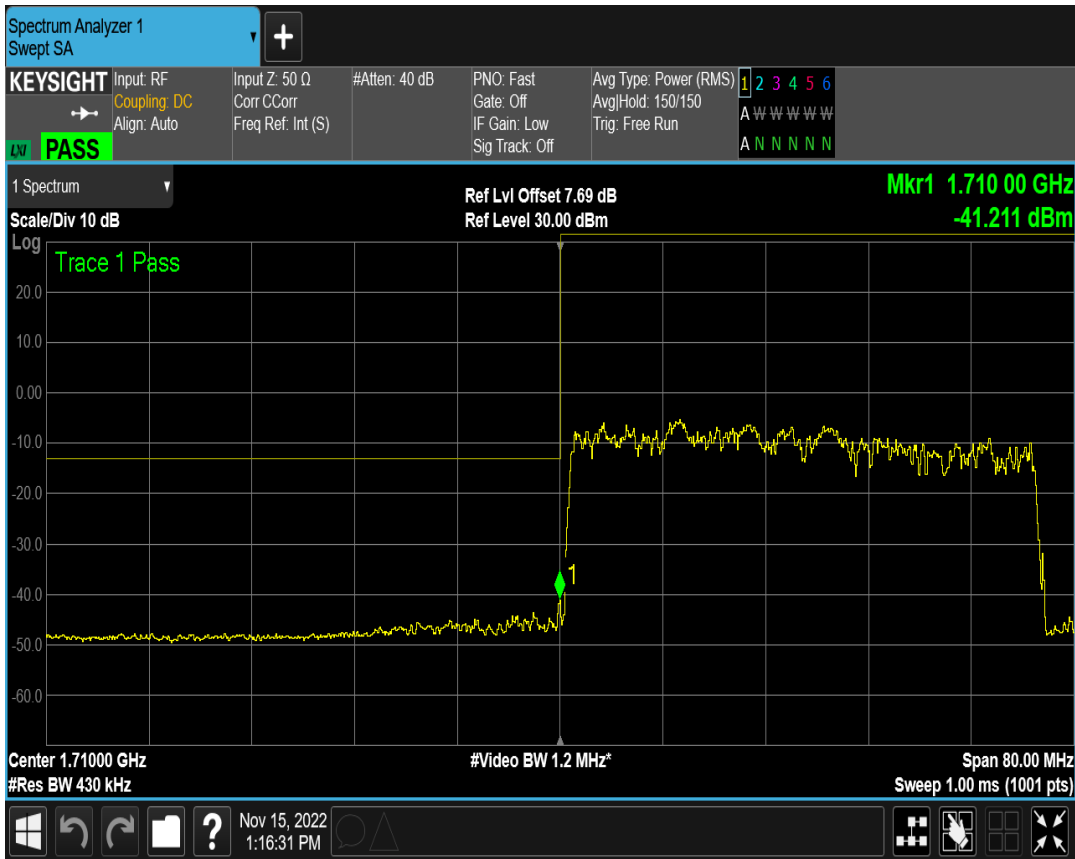 Spectrum Analyzer 1
Swept SA
+
KEYSIGHT
LXI PASS
Input: RF
Coupling: DC
Align: Auto
Input Z: 50 Ω
Corr CCorr
Freq Ref: Int (S)
#Atten: 40 dB
PNO: Fast
Gate: Off
IF Gain: Low
Sig Track: Off
Avg Type: Power (RMS)
Avg|Hold: 150/150
Trig: Free Run
1 2 3 4 5 6
A W W W W W
A N N N N N
1 Spectrum
Scale/Div 10 dB
Ref Lvl Offset 7.69 dB
Ref Level 30.00 dBm
Mkr1 1.710 00 GHz
-41.211 dBm
Log
Trace 1 Pass
20.0
10.0
0.00
-10.0
-20.0
-30.0
1
-40.0
-50.0
-60.0
Center 1.71000 GHz
#Video BW 1.2 MHz*
Span 80.00 MHz
#Res BW 430 kHz
Sweep 1.00 ms (1001 pts)
?
Nov 15, 2022
1:16:31 PM